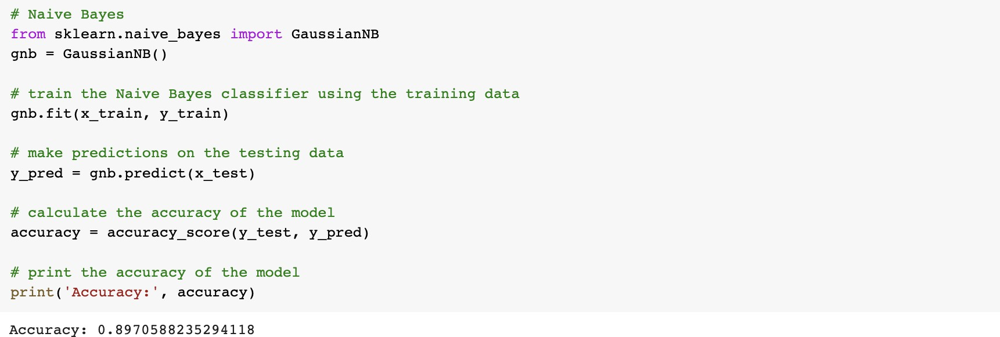 # Naive Bayes
from sklearn.naive_bayes import GaussianNB
gnb = GaussianNB()
# train the Naive Bayes classifier using the training data
gnb.fit(x_train, y_train)
# make predictions on the testing data
y_pred = gnb.predict(x_test)
# calculate the accuracy of the model
accuracy = accuracy_score(y_test, y_pred)
# print the accuracy of the model
print('Accuracy:', accuracy)
Accuracy: 0.8970588235294118